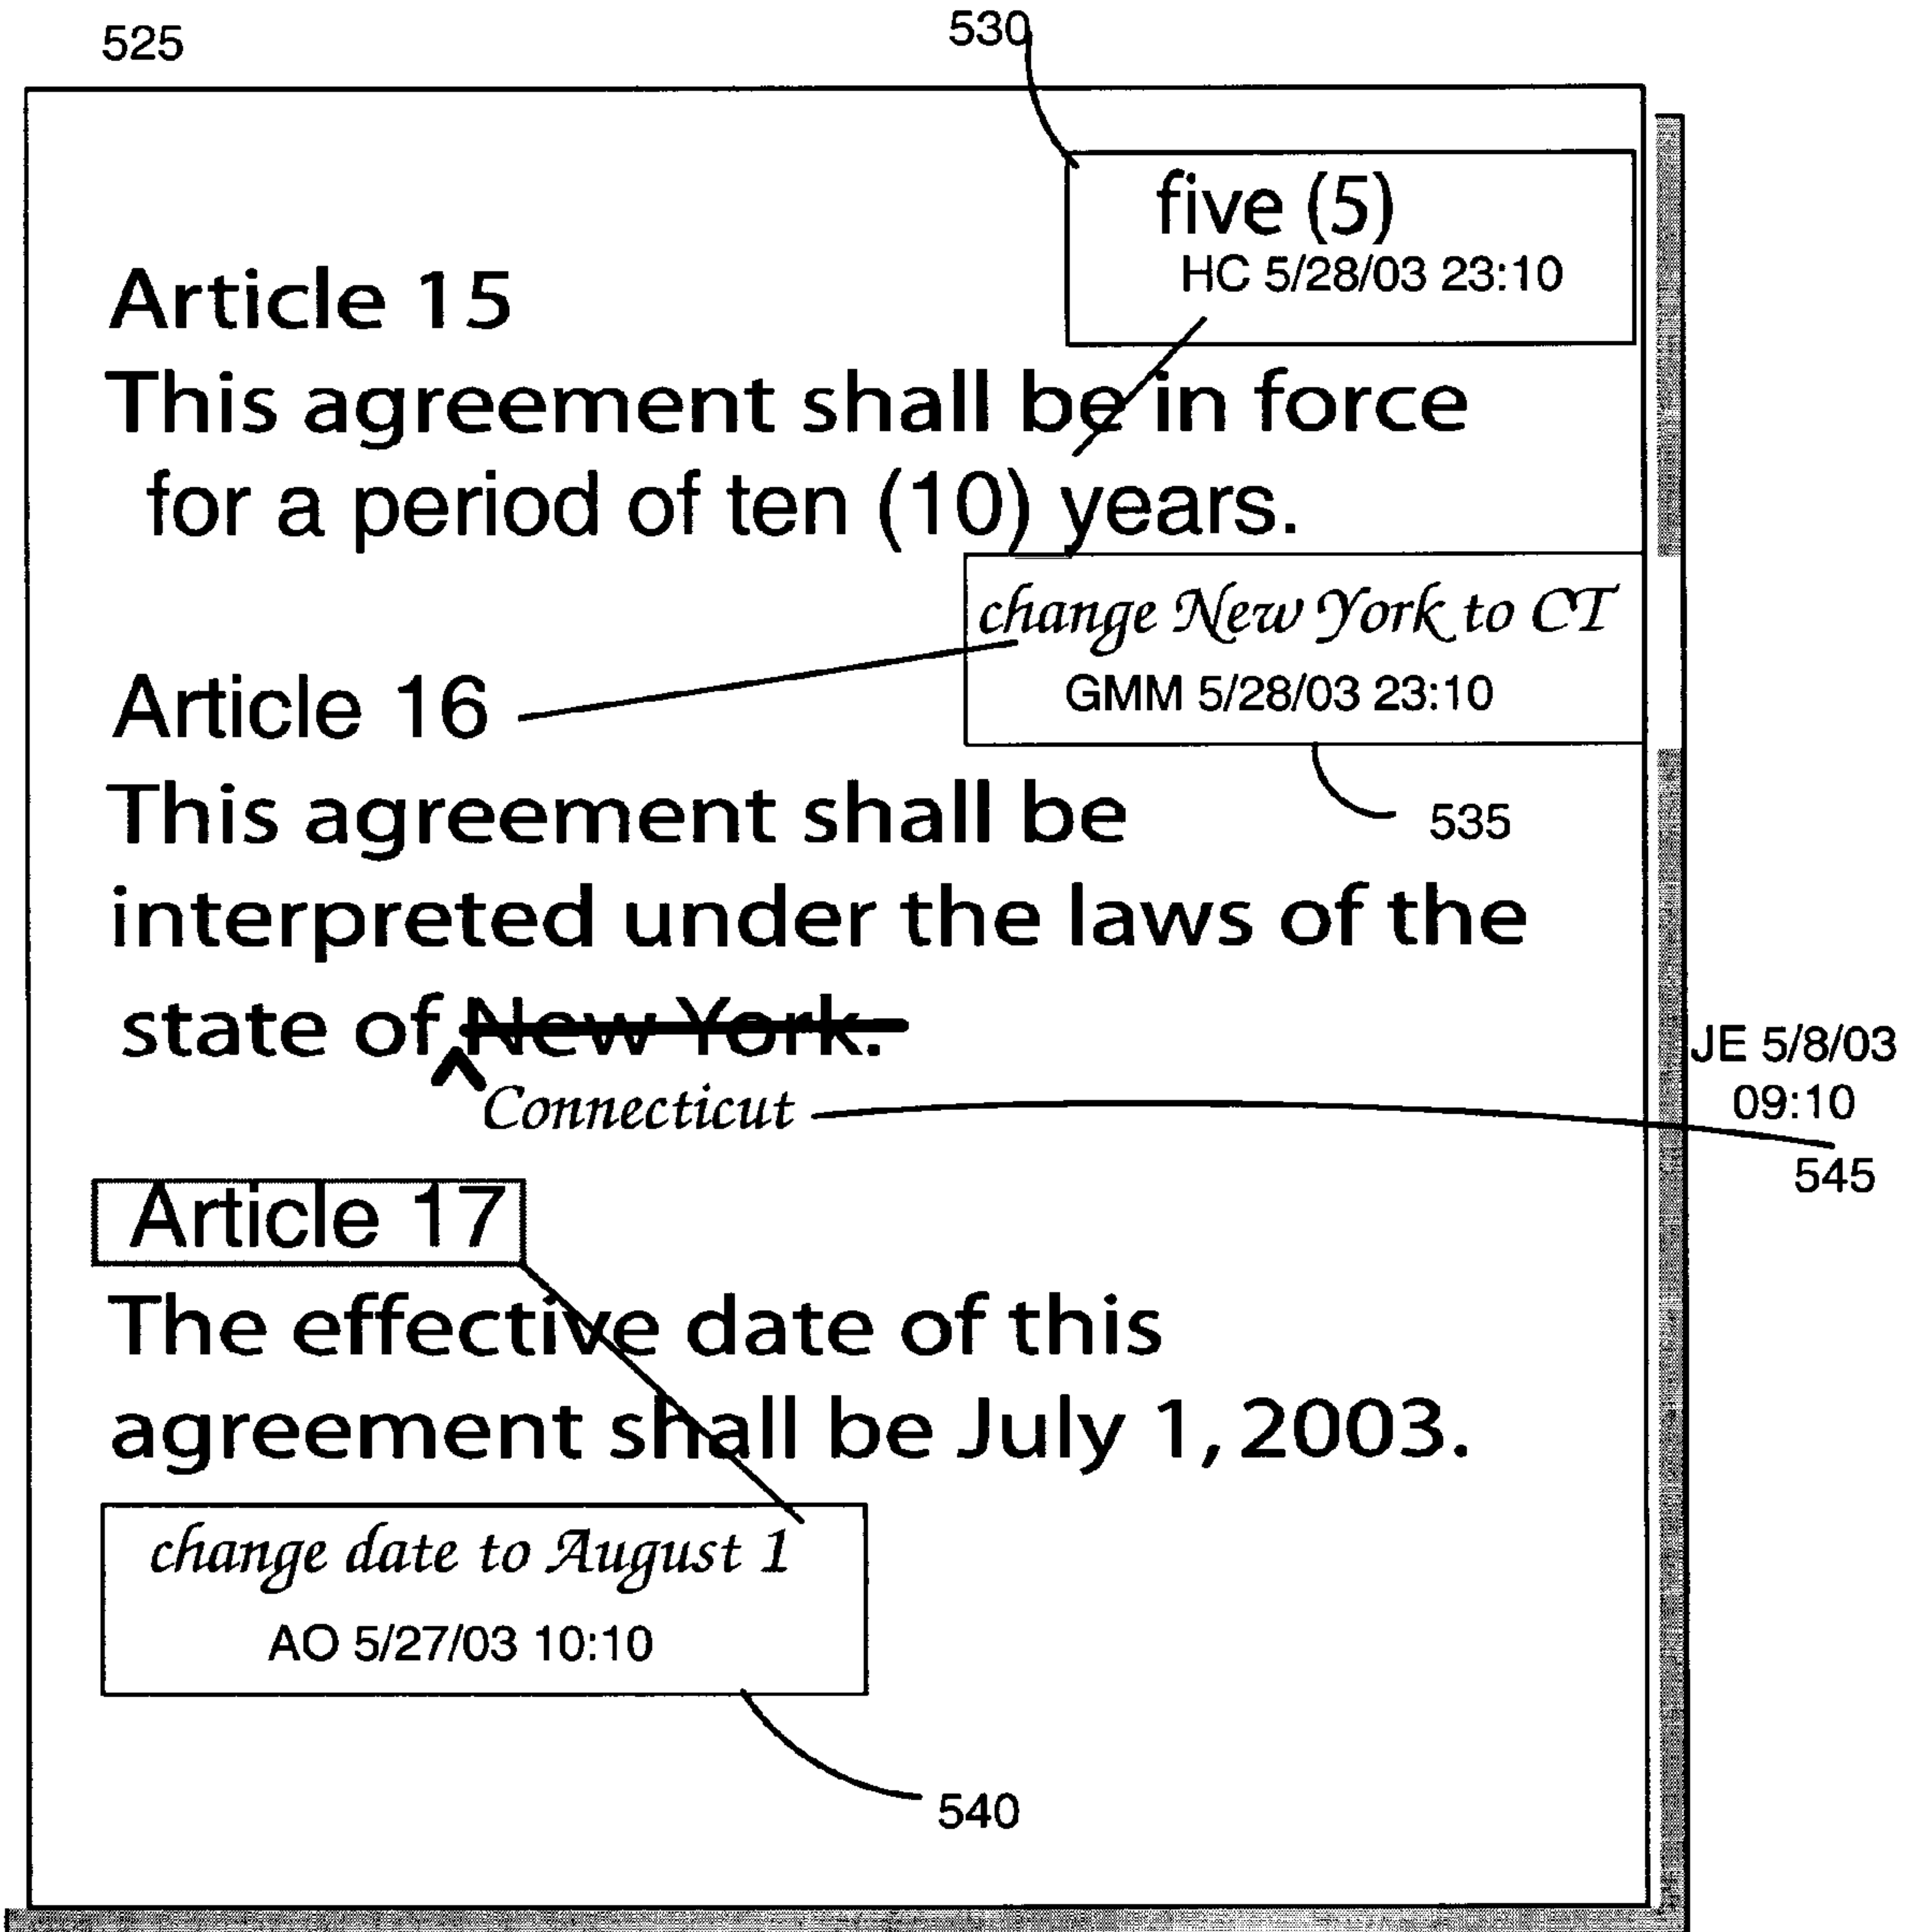 525
530
five (5)
HC 5/28/03 23:10
Article 15
This agreement shall be in force
for a period of ten (10) years.
change New York to CT
GMM 5/28/03 23:10
Article 16
535
This agreement shall be
interpreted under the laws of the
state of New York.
JE 5/8/03
09:10
Connecticut
545
Article 17
The effective date of this
agreement shall be July 1, 2003.
change date to August 1
AO 5/27/03 10:10
540